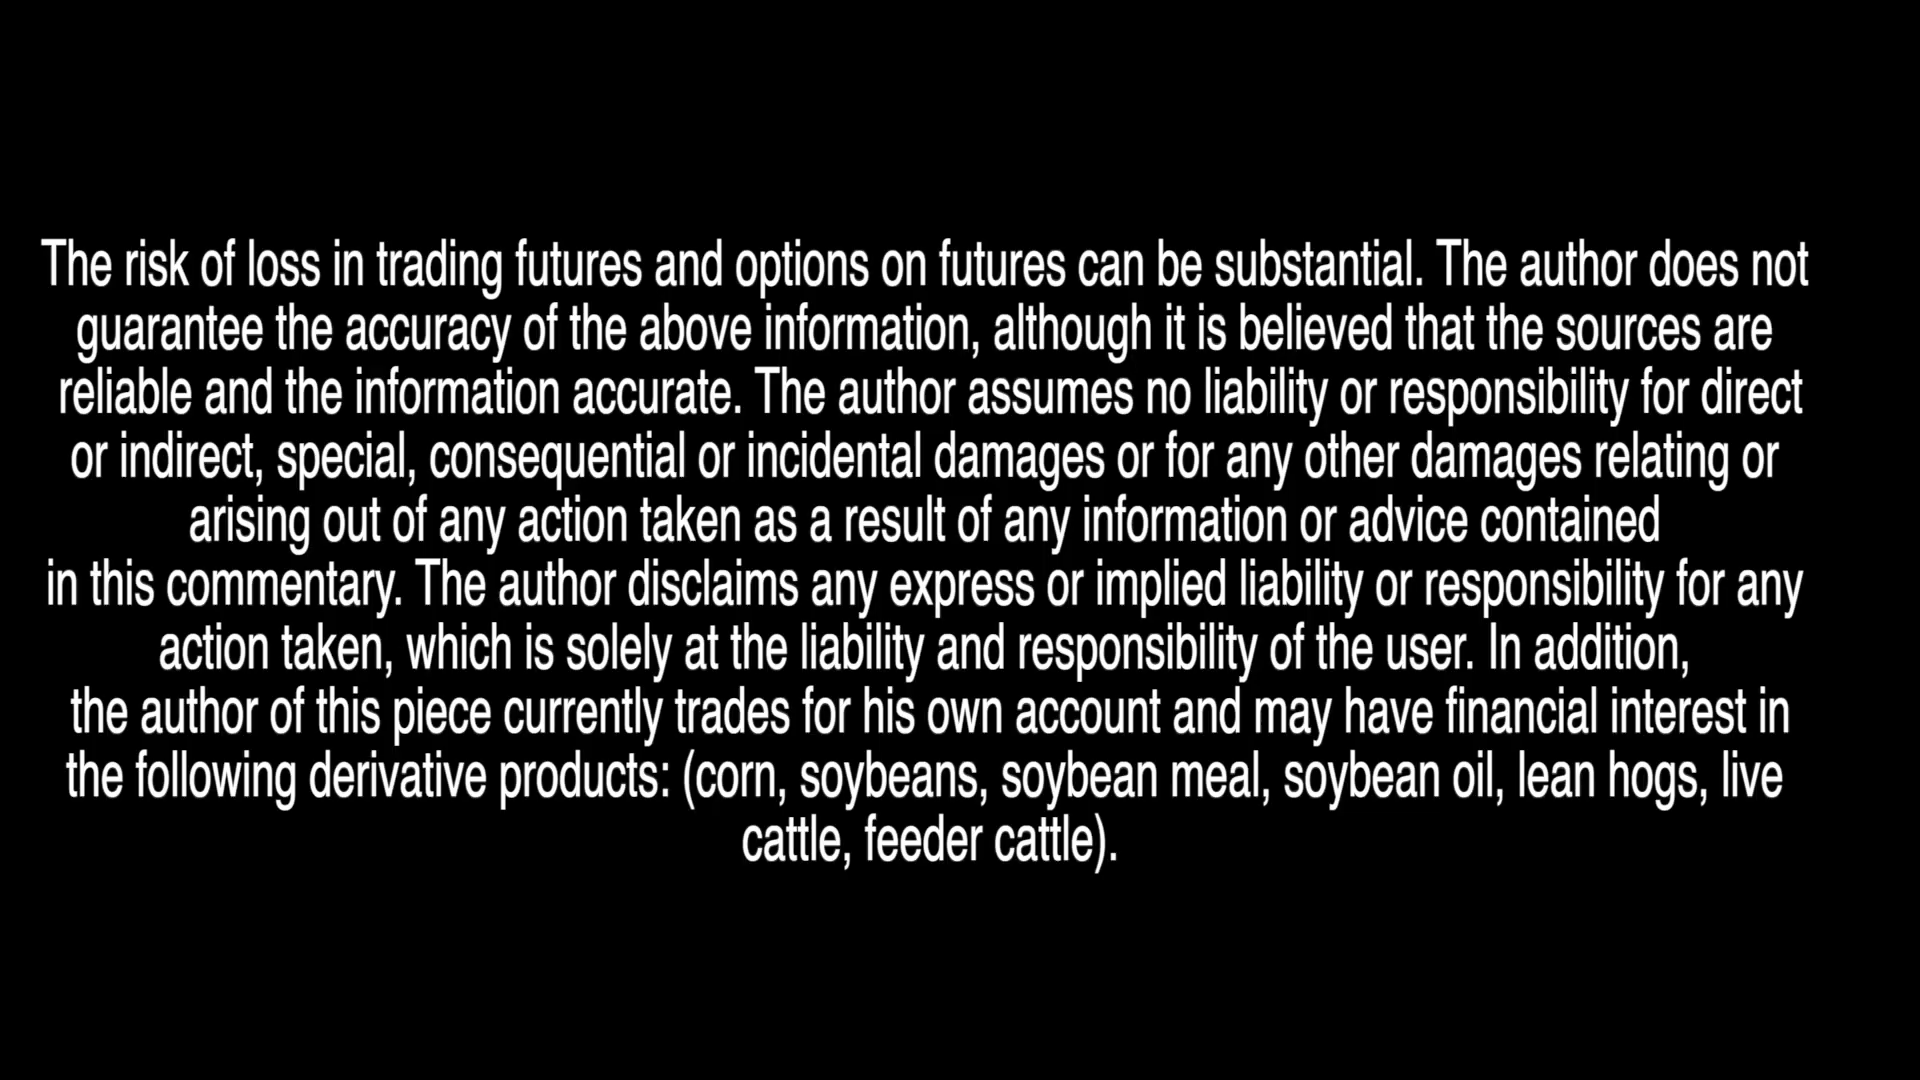 The risk of loss in trading futures and options on futures can be substantial. The author does not
guarantee the accuracy of the above information, although it is believed that the sources are
reliable and the information accurate. The author assumes no liability or responsibility for direct
or indirect, special, consequential or incidental damages or for any other damages relating or
arising out of any action taken as a result of any information or advice contained
in this commentary. The author disclaims any express or implied liability or responsibility for any
action taken, which is solely at the liability and responsibility of the user. In addition,
the author of this piece currently trades for his own account and may have financial interest in
the following derivative products: (corn, soybeans, soybean meal, soybean oil, lean hogs, live
cattle, feeder cattle).